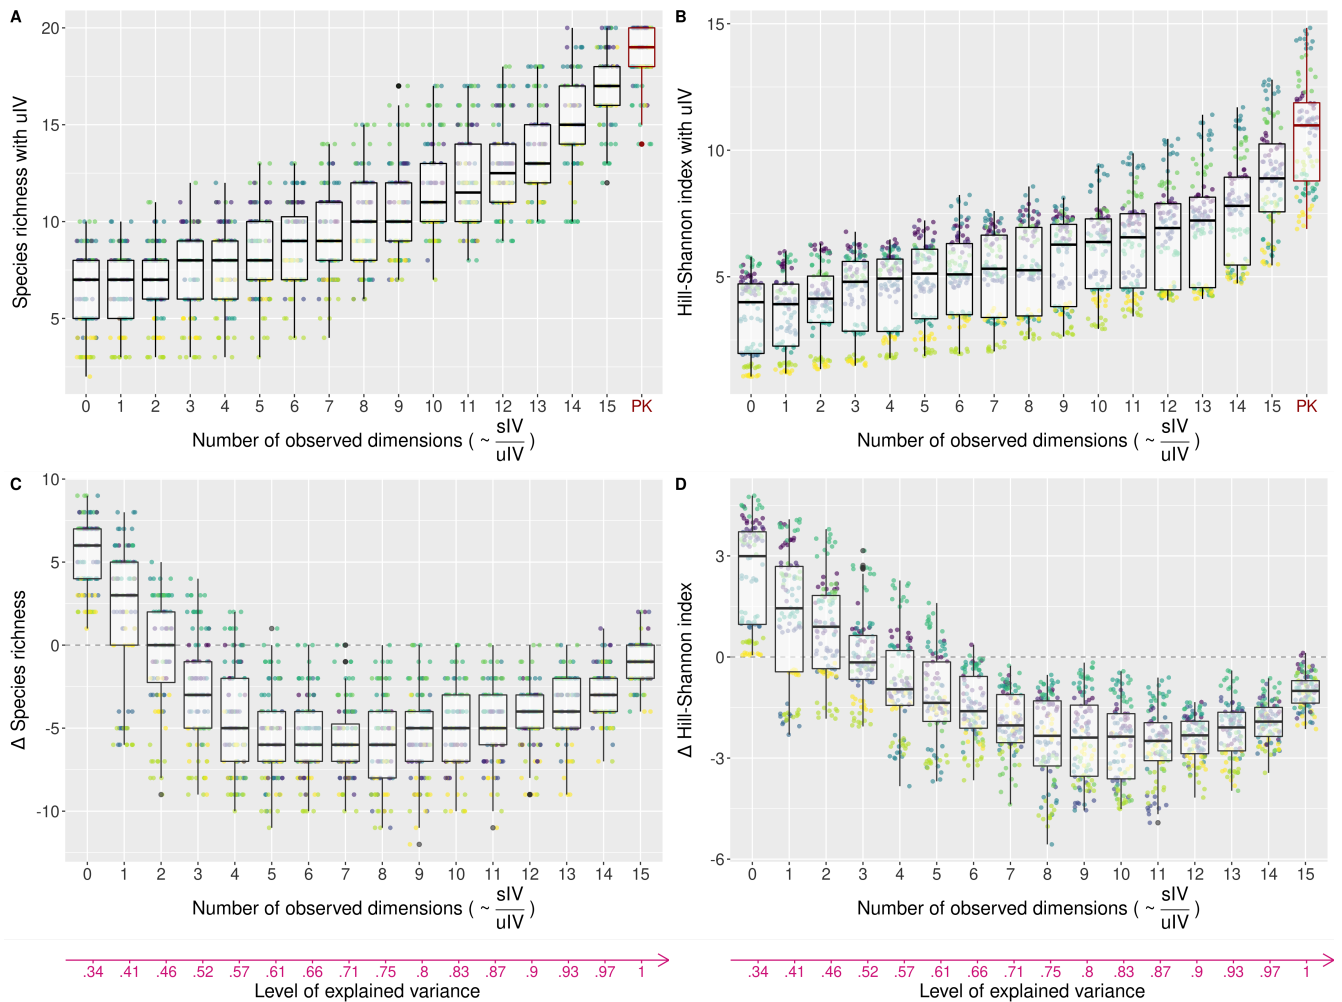 A
Species richness with uIV
20
15
10
5
0 1 2 3 4 5 6 7 8 9 10 11 12 13 14 15 PK
Number of observed dimensions ( ~ sIV/uIV )
B
Hill-Shannon index with uIV
15
10
5
0 1 2 3 4 5 6 7 8 9 10 11 12 13 14 15 PK
Number of observed dimensions ( ~ sIV/uIV )
C
Δ Species richness
10
5
0
-5
-10
0 1 2 3 4 5 6 7 8 9 10 11 12 13 14 15
Number of observed dimensions ( ~ sIV/uIV )
D
Δ Hill-Shannon index
3
0
-3
-6
0 1 2 3 4 5 6 7 8 9 10 11 12 13 14 15
Number of observed dimensions ( ~ sIV/uIV )
.34 .41 .46 .52 .57 .61 .66 .71 .75 .8 .83 .87 .9 .93 .97 1
Level of explained variance
.34 .41 .46 .52 .57 .61 .66 .71 .75 .8 .83 .87 .9 .93 .97 1
Level of explained variance